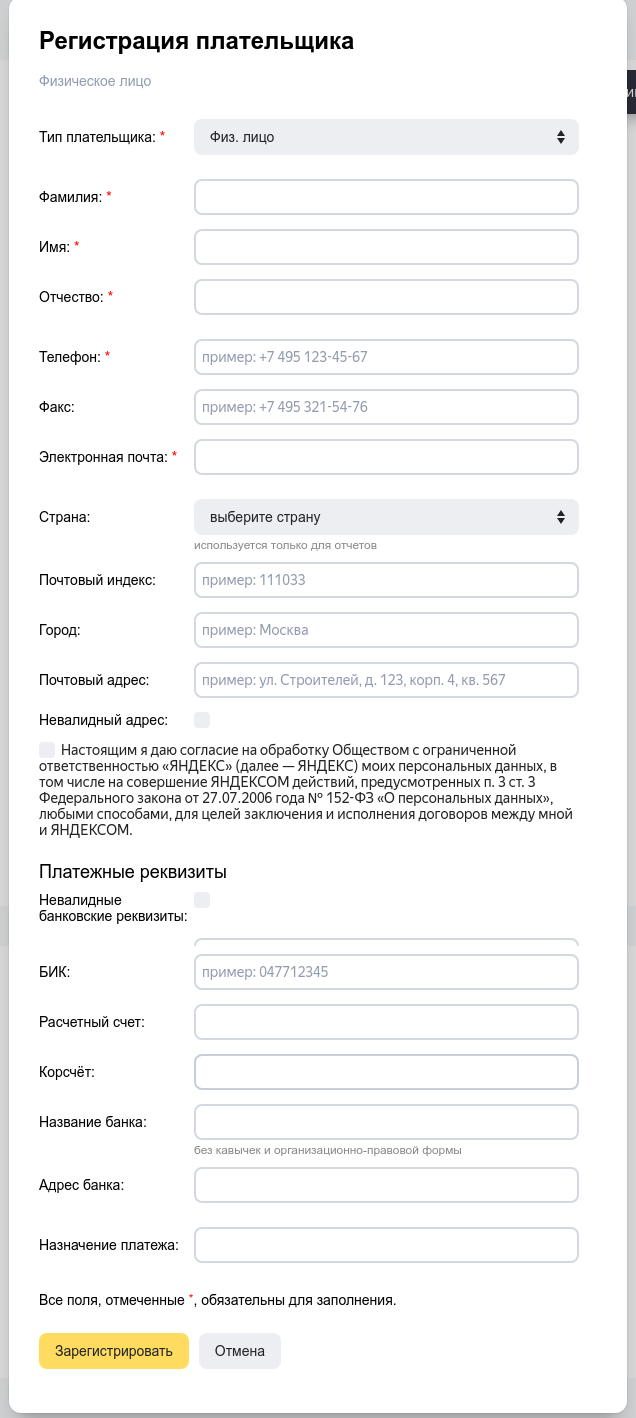 Регистрация плательщика
Физическое лицо
Тип плательщика: * Физ. лицо
Фамилия: *
Имя: *
Отчество: *
Телефон: * пример: +7 495 123-45-67
Факс: пример: +7 495 321-54-76
Электронная почта: *
Страна: выберите страну
используется только для отчетов
Почтовый индекс: пример: 111033
Город: пример: Москва
Почтовый адрес: пример: ул. Строителей, д. 123, корп. 4, кв. 567
Невалидный адрес:
Настоящим я даю согласие на обработку Обществом с ограниченной
ответственностью «ЯНДЕКС» (далее — ЯНДЕКС) моих персональных данных, в
том числе на совершение ЯНДЕКСОМ действий, предусмотренных п. 3 ст. 3
Федерального закона от 27.07.2006 года № 152-ФЗ «О персональных данных»,
любыми способами, для целей заключения и исполнения договоров между мной
и ЯНДЕКСОМ.
Платежные реквизиты
Невалидные
банковские реквизиты:
БИК: пример: 047712345
Расчетный счет:
Корсчёт:
Название банка:
без кавычек и организационно-правовой формы
Адрес банка:
Назначение платежа:
Все поля, отмеченные *, обязательны для заполнения.
Зарегистрировать Отмена